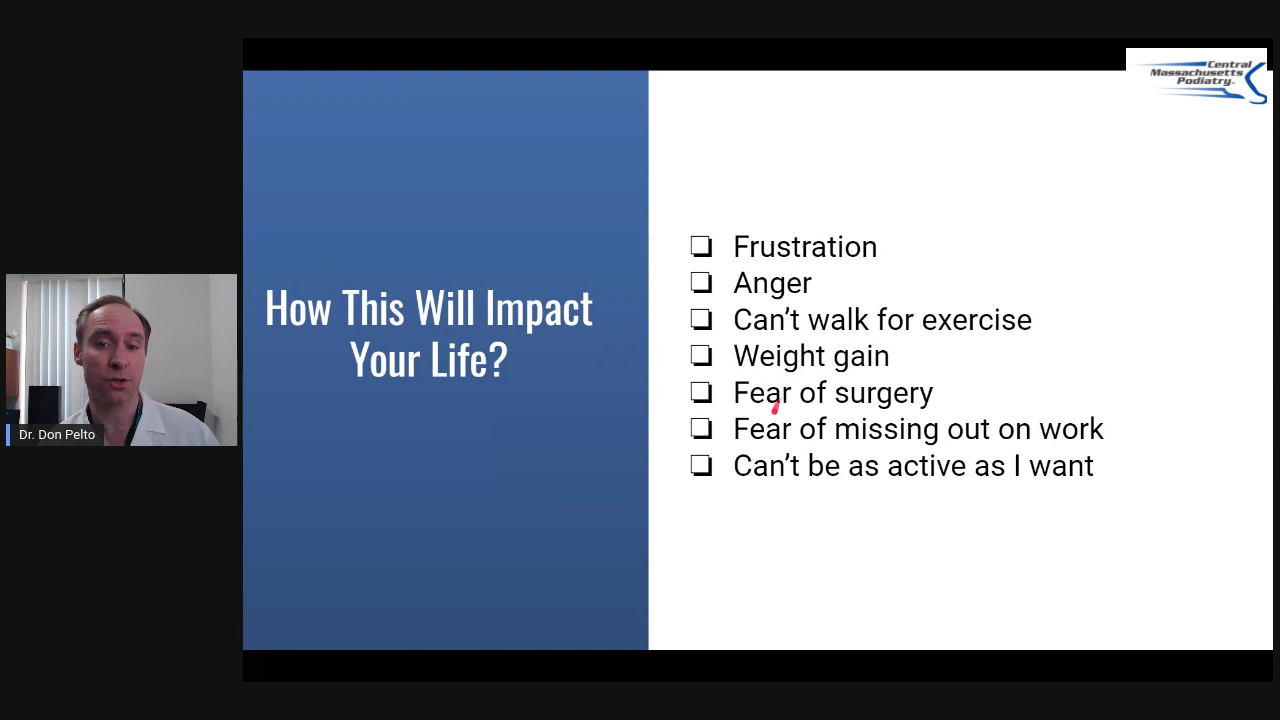 Central
Massachusetts
Podiatry
How This Will Impact
Your Life?
Frustration
Anger
Can't walk for exercise
Weight gain
Fear of surgery
Fear of missing out on work
Can't be as active as I want
Dr. Don Pelto